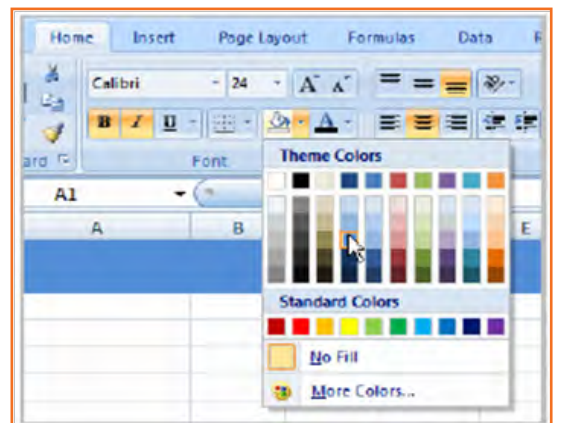 Home Insert Page Layout Formulas Data
Calibri 24 A A
B I U A
ard Font
A1
A B E
Theme Colors
Standard Colors
No Fill
More Colors...